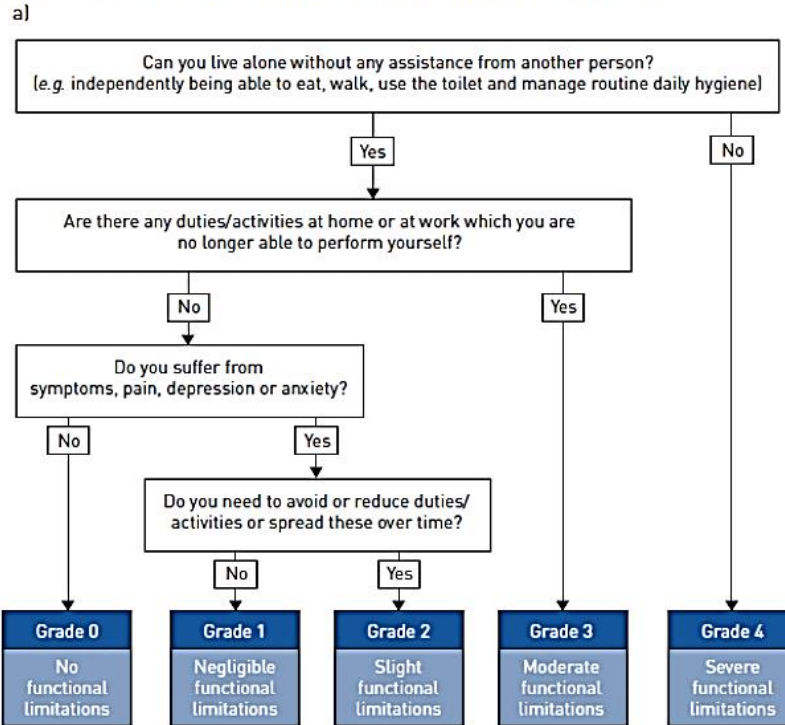 a)
Can you live alone without any assistance from another person?
(e.g. independently being able to eat, walk, use the toilet and manage routine daily hygiene)
Yes
No
Are there any duties/activities at home or at work which you are
no longer able to perform yourself?
No
Yes
Do you suffer from
symptoms, pain, depression or anxiety?
No
Yes
Do you need to avoid or reduce duties/
activities or spread these over time?
No
Yes
Grade 0
No
functional
limitations
Grade 1
Negligible
functional
limitations
Grade 2
Slight
functional
limitations
Grade 3
Moderate
functional
limitations
Grade 4
Severe
functional
limitations